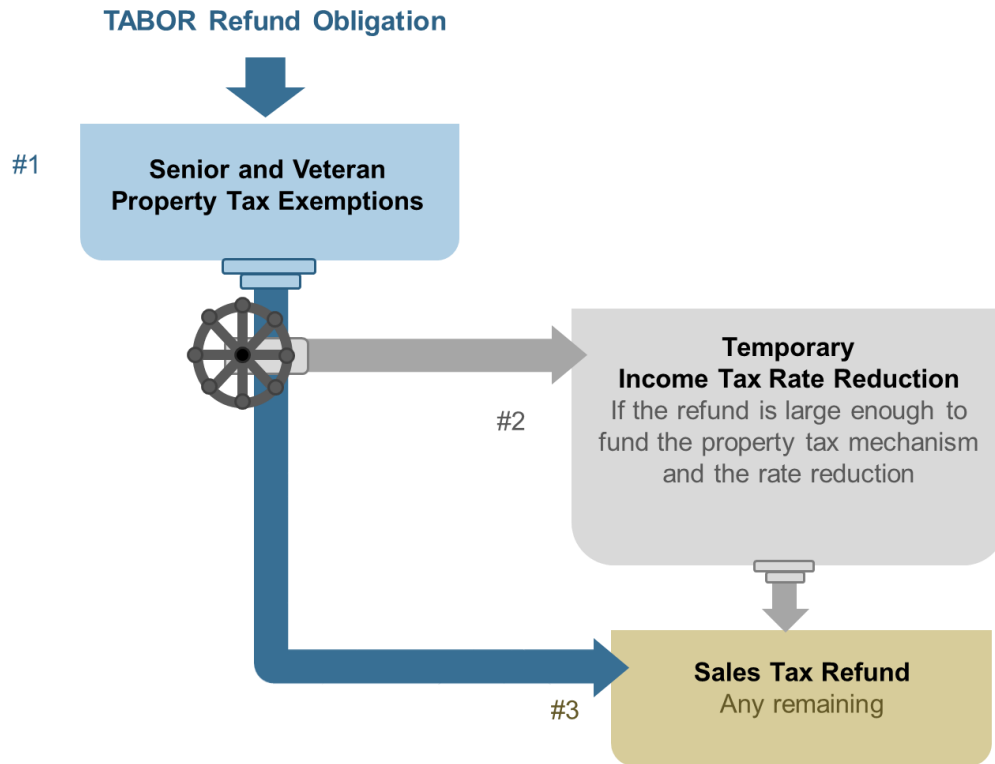 TABOR Refund Obligation
#1
Senior and Veteran
Property Tax Exemptions
#2
Temporary
Income Tax Rate Reduction
If the refund is large enough to
fund the property tax mechanism
and the rate reduction
#3
Sales Tax Refund
Any remaining